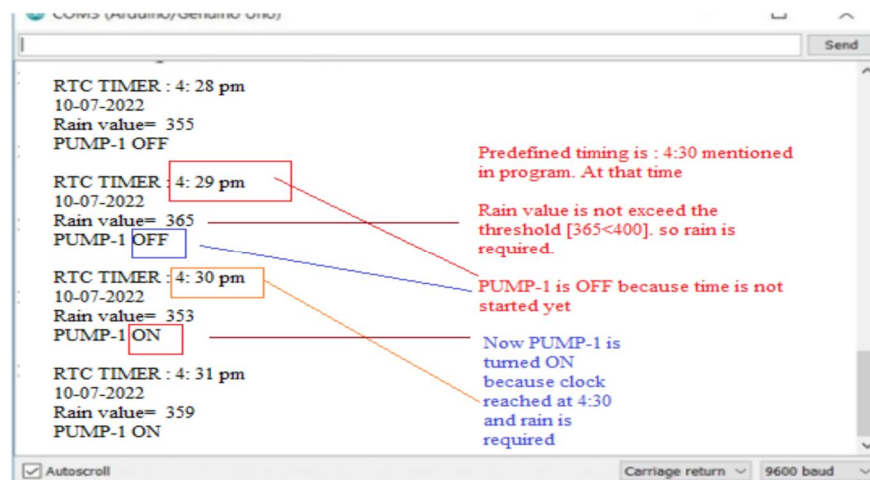 COM3 (Arduino/Genuino Uno)
Send
RTC TIMER : 4: 28 pm
10-07-2022
Rain value= 355
PUMP-1 OFF
RTC TIMER : 4: 29 pm
10-07-2022
Rain value= 365
PUMP-1 OFF
RTC TIMER : 4: 30 pm
10-07-2022
Rain value= 353
PUMP-1 ON
RTC TIMER : 4: 31 pm
10-07-2022
Rain value= 359
PUMP-1 ON
Predefined timing is : 4:30 mentioned
in program. At that time
Rain value is not exceed the
threshold [365<400]. so rain is
required.
PUMP-1 is OFF because time is not
started yet
Now PUMP-1 is
turned ON
because clock
reached at 4:30
and rain is
required
Autoscroll
Carriage return
9600 baud